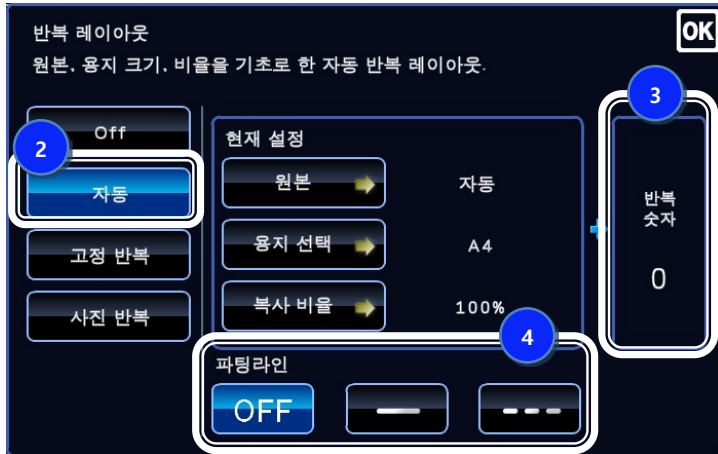 반복 레이아웃
OK
원본, 용지 크기, 비율을 기초로 한 자동 반복 레이아웃.
3
Off
2
자동
고정 반복
사진 반복
현재 설정
원본
자동
용지 선택
A4
복사 비율
100%
반복
숫자
0
4
파팅라인
OFF